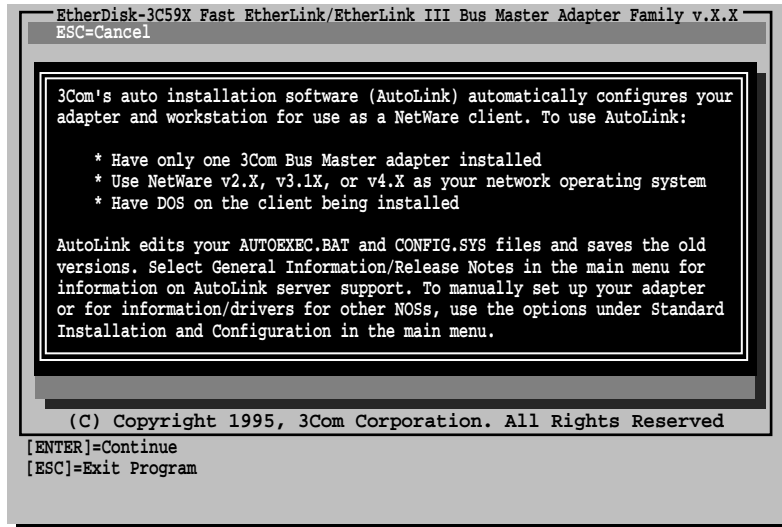 EtherDisk-3C59X Fast EtherLink/EtherLink III Bus Master Adapter Family v.X.X
ESC=Cancel
3Com's auto installation software (AutoLink) automatically configures your
adapter and workstation for use as a NetWare client. To use AutoLink:
* Have only one 3Com Bus Master adapter installed
* Use NetWare v2.X, v3.1X, or v4.X as your network operating system
* Have DOS on the client being installed
AutoLink edits your AUTOEXEC.BAT and CONFIG.SYS files and saves the old
versions. Select General Information/Release Notes in the main menu for
information on AutoLink server support. To manually set up your adapter
or for information/drivers for other NOSs, use the options under Standard
Installation and Configuration in the main menu.
(C) Copyright 1995, 3Com Corporation. All Rights Reserved
[ENTER]=Continue
[ESC]=Exit Program